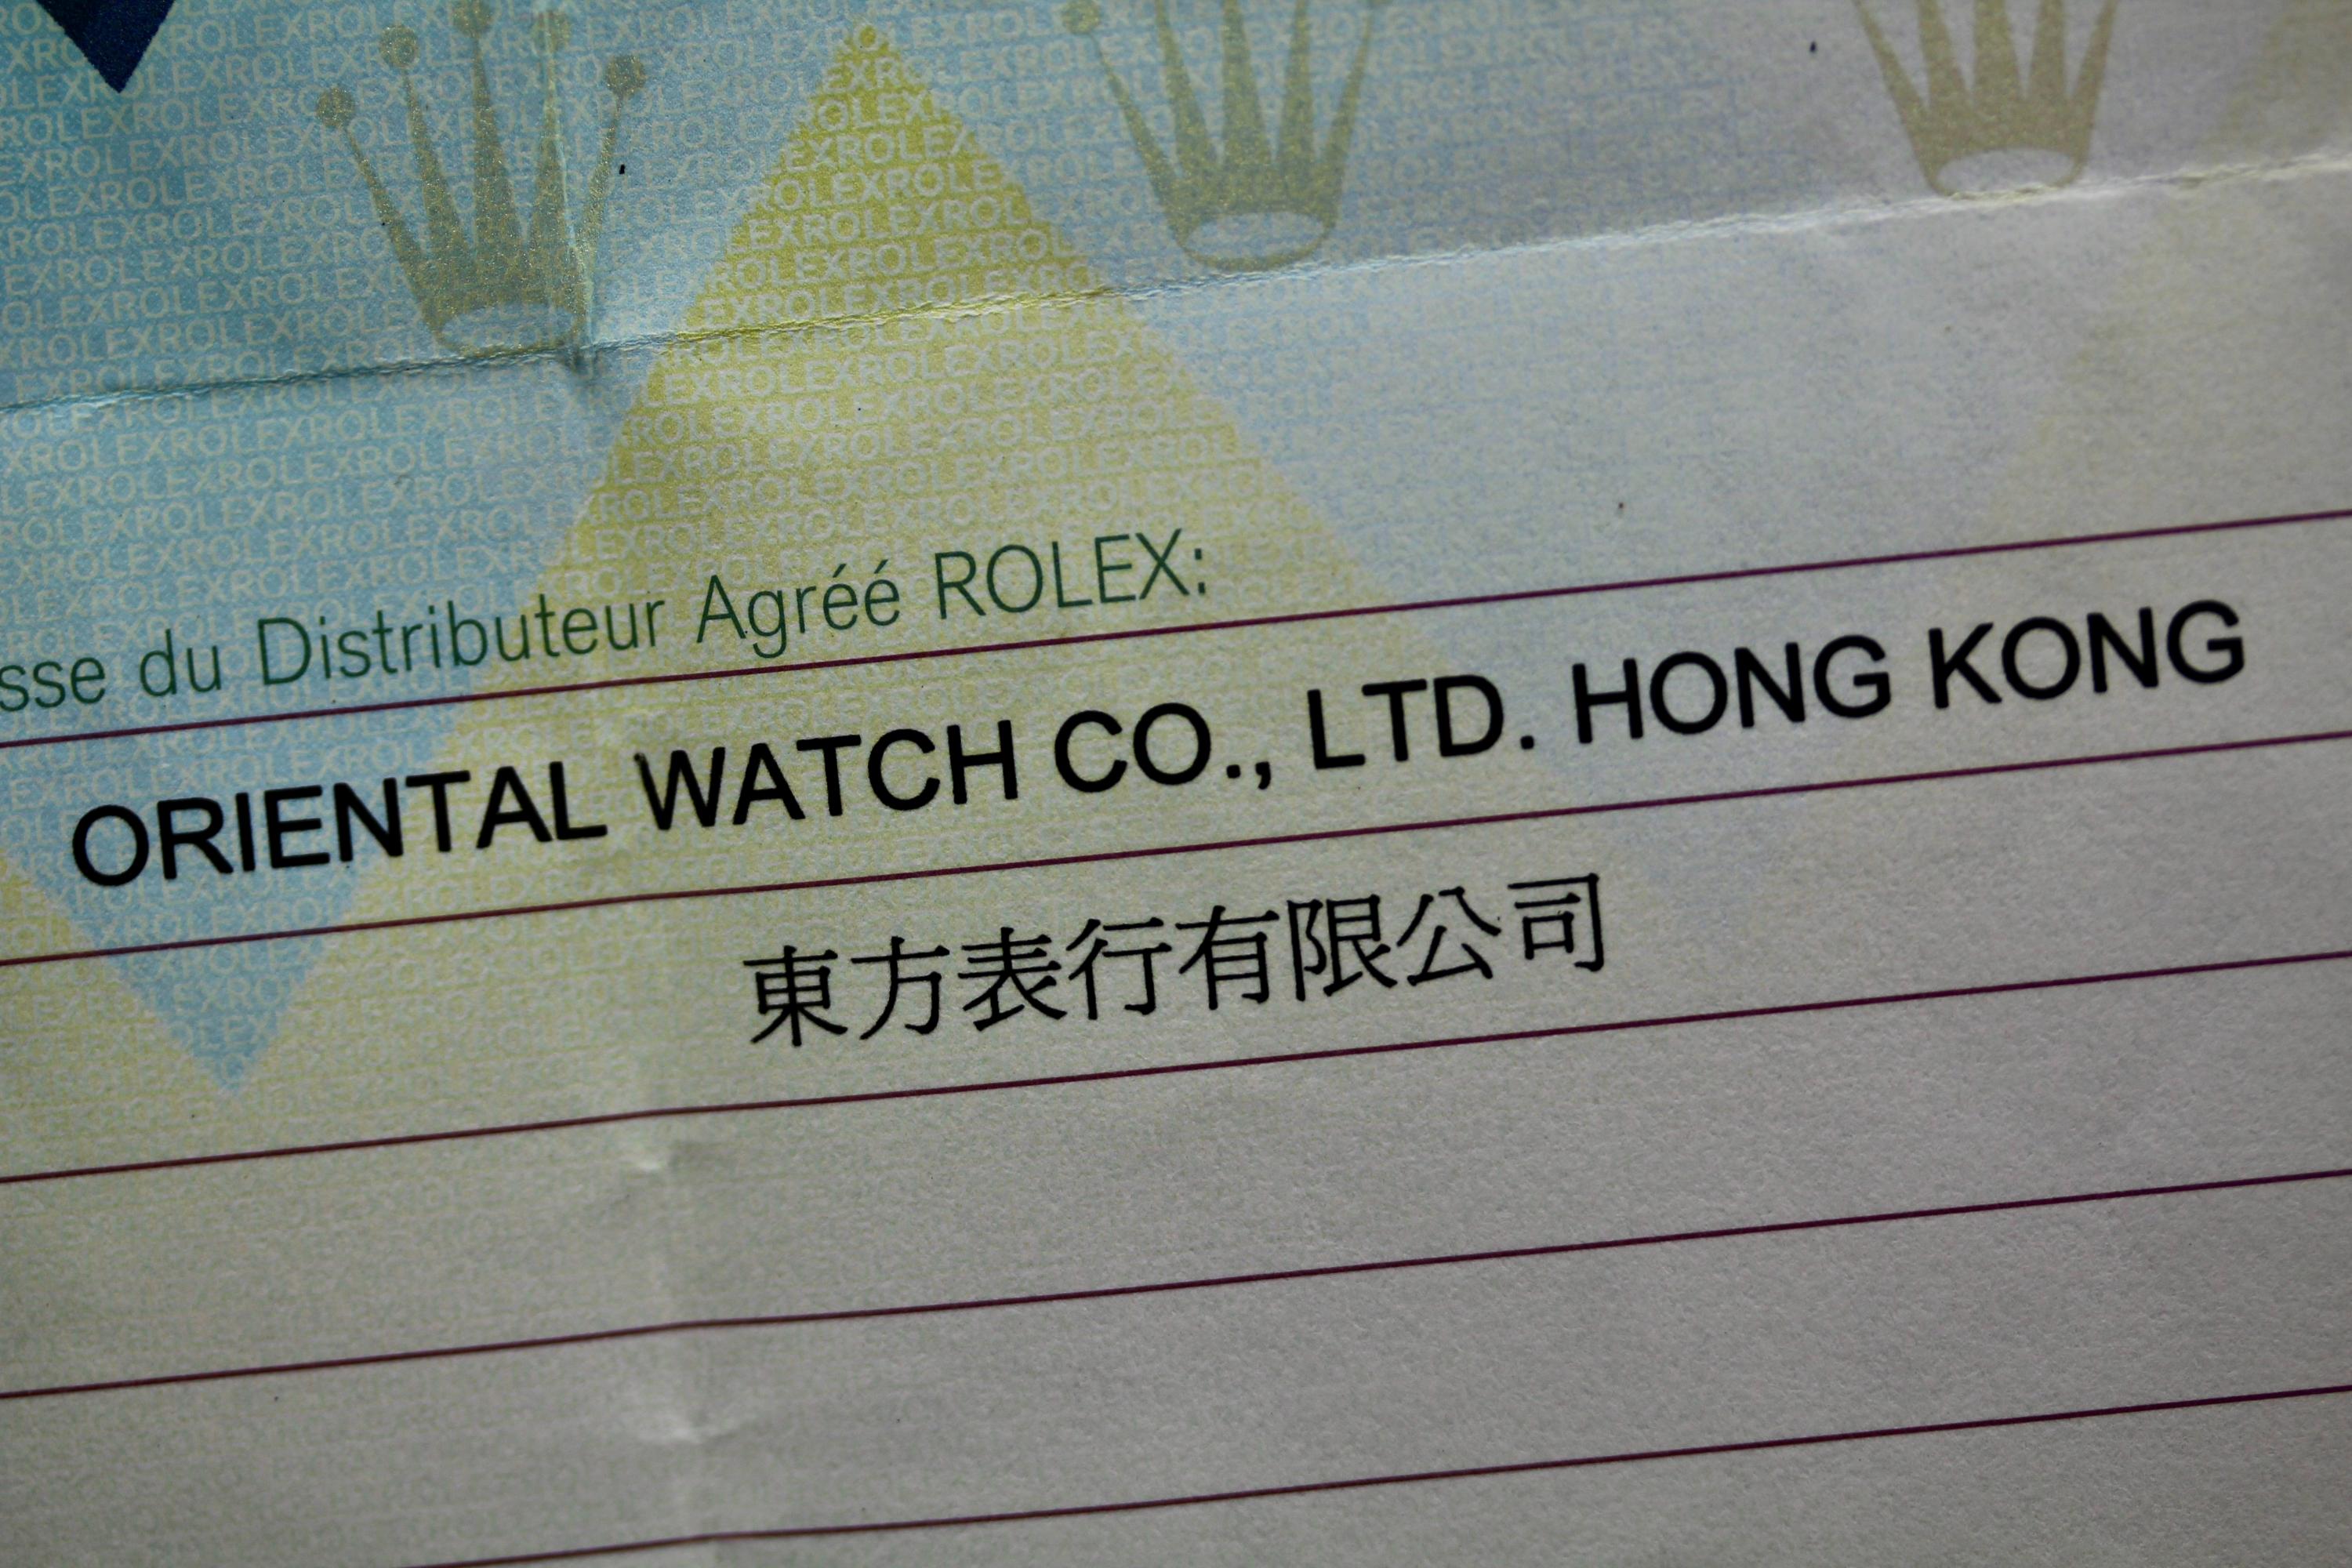 sse du Distributeur Agréé ROLEX:
ORIENTAL WATCH CO., LTD. HONG KONG
東方表行有限公司